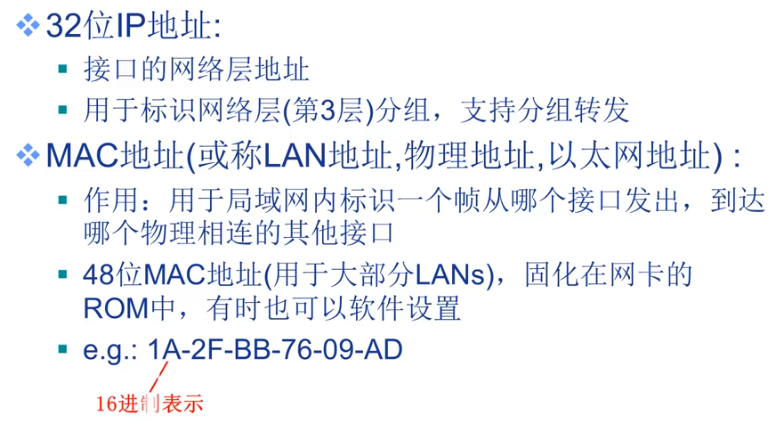 32位IP地址:
接口的网络层地址
用于标识网络层(第3层)分组，支持分组转发
MAC地址(或称LAN地址,物理地址,以太网地址) :
作用：用于局域网内标识一个帧从哪个接口发出，到达
哪个物理相连的其他接口
48位MAC地址(用于大部分LANs)，固化在网卡的
ROM中，有时也可以软件设置
e.g.: 1A-2F-BB-76-09-AD
16进制表示